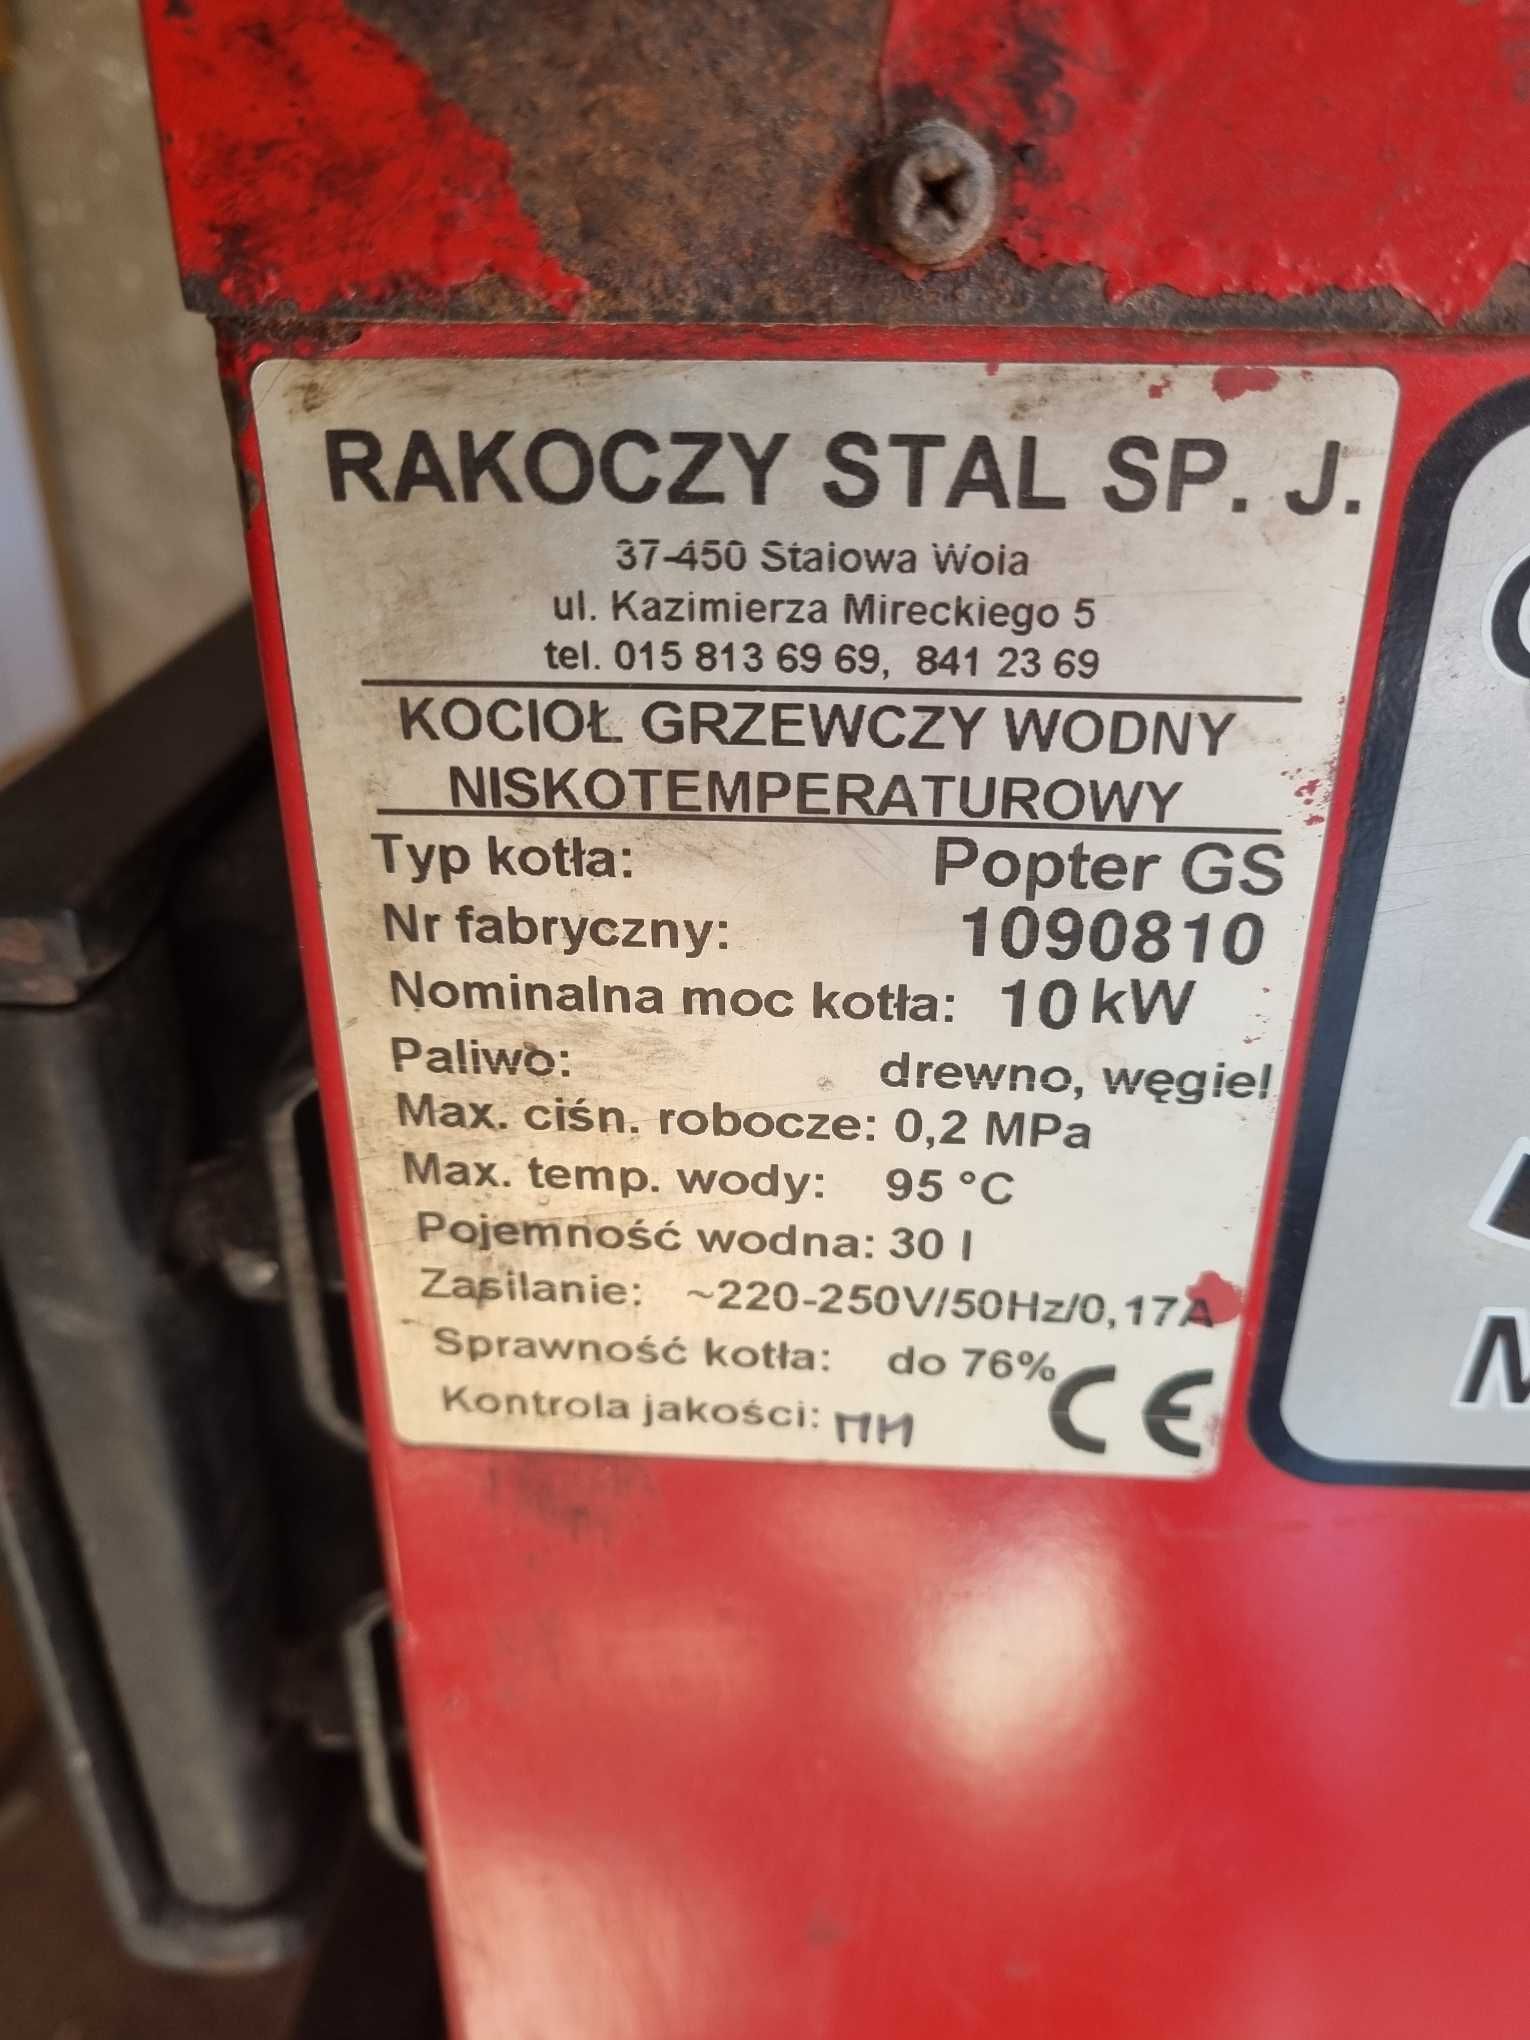 RAKOCZY STAL SP. J.
37-450 Stalowa Wola
ul. Kazimierza Mireckiego 5
tel. 015 813 69 69, 841 23 69
KOCIOŁ GRZEWCZY WODNY
NISKOTEMPERATUROWY
Typ kotła: Popter GS
Nr fabryczny: 1090810
Nominalna moc kotła: 10 kW
Paliwo: drewno, węgiel
Max. ciśn. robocze: 0,2 MPa
Max. temp. wody: 95 °C
Pojemność wodna: 30 l
Zasilanie: ~220-250V/50Hz/0,17A
Sprawność kotła: do 76%
Kontrola jakości:
CE